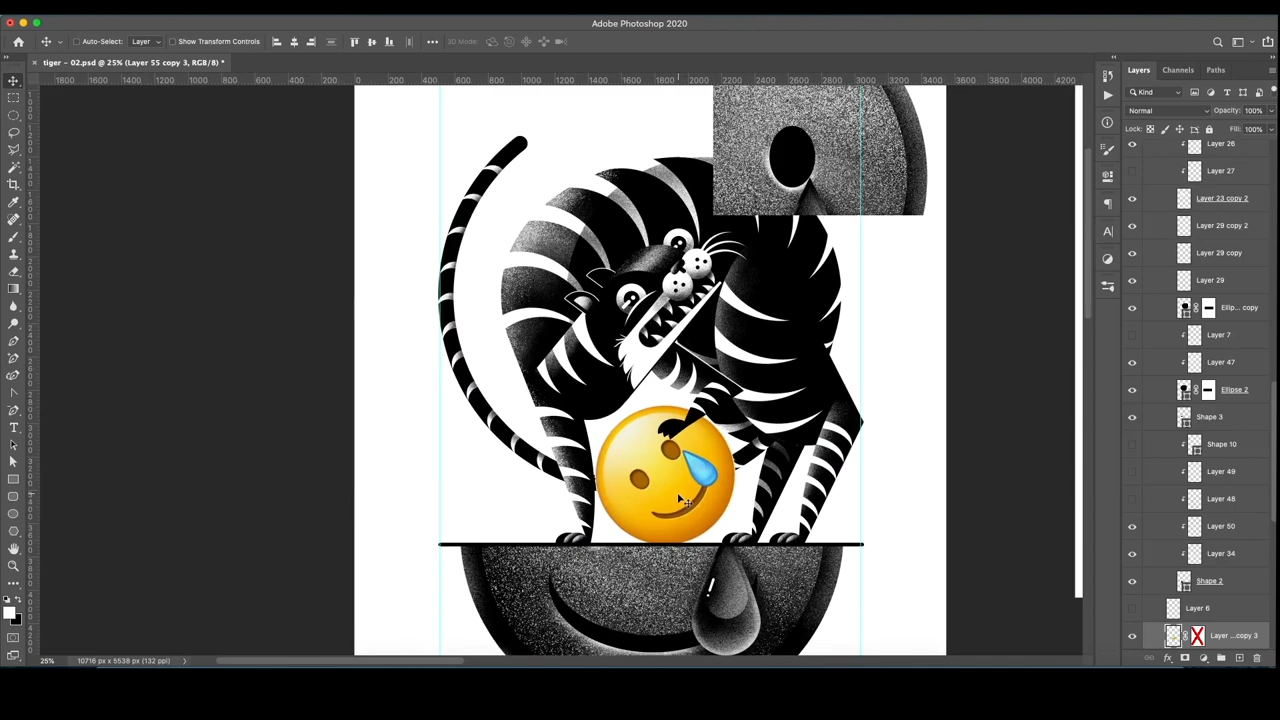 Adobe Photoshop 2020
Auto-Select: Layer Show Transform Controls 3D Mode:
tiger – 02.psd @ 25% (Layer 55 copy 3, RGB/8) *
1800 1600 1400 1200 1000 800 600 400 200 0 200 400 600 800 1000 1200 1400 1600 1800 2000 2200 2400 2600 2800 3000 3200 3400 3600 3800 4000 4200
Layers Channels Paths
Kind
Normal Opacity: 100%
Lock: Fill: 100%
Layer 26
Layer 27
Layer 23 copy 2
Layer 29 copy 2
Layer 29 copy
Layer 29
Ellip... copy
Layer 7
Layer 47
Ellipse 2
Shape 3
Shape 10
Layer 49
Layer 48
Layer 50
Layer 34
Shape 2
Layer 6
Layer ...copy 3
25% 10716 px x 5538 px (132 ppi)